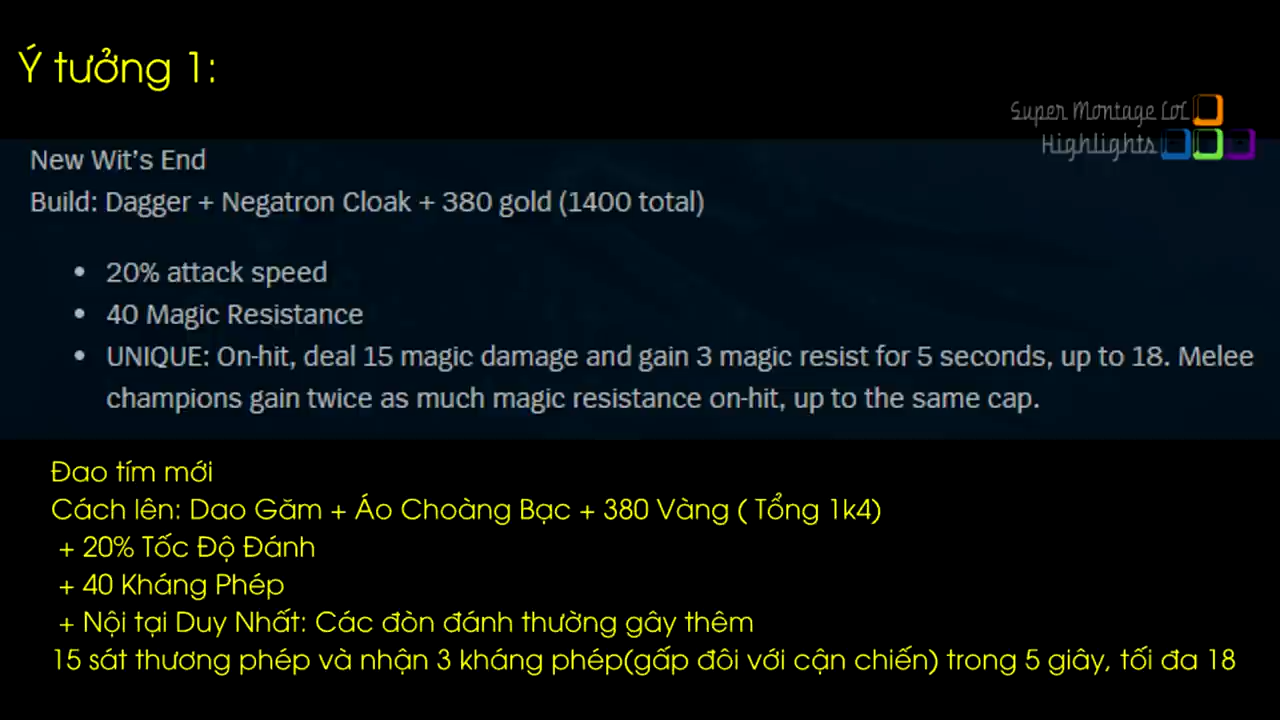 Ý tưởng 1:
Super Montage LoL
Highlights
New Wit's End
Build: Dagger + Negatron Cloak + 380 gold (1400 total)
• 20% attack speed
• 40 Magic Resistance
• UNIQUE: On-hit, deal 15 magic damage and gain 3 magic resist for 5 seconds, up to 18. Melee
champions gain twice as much magic resistance on-hit, up to the same cap.
Đao tím mới
Cách lên: Dao Găm + Áo Choàng Bạc + 380 Vàng ( Tổng 1k4)
+ 20% Tốc Độ Đánh
+ 40 Kháng Phép
+ Nội tại Duy Nhất: Các đòn đánh thường gây thêm
15 sát thương phép và nhận 3 kháng phép(gấp đôi với cận chiến) trong 5 giây, tối đa 18